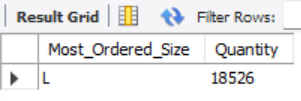 Result Grid Filter Rows:
Most_Ordered_Size Quantity
L 18526